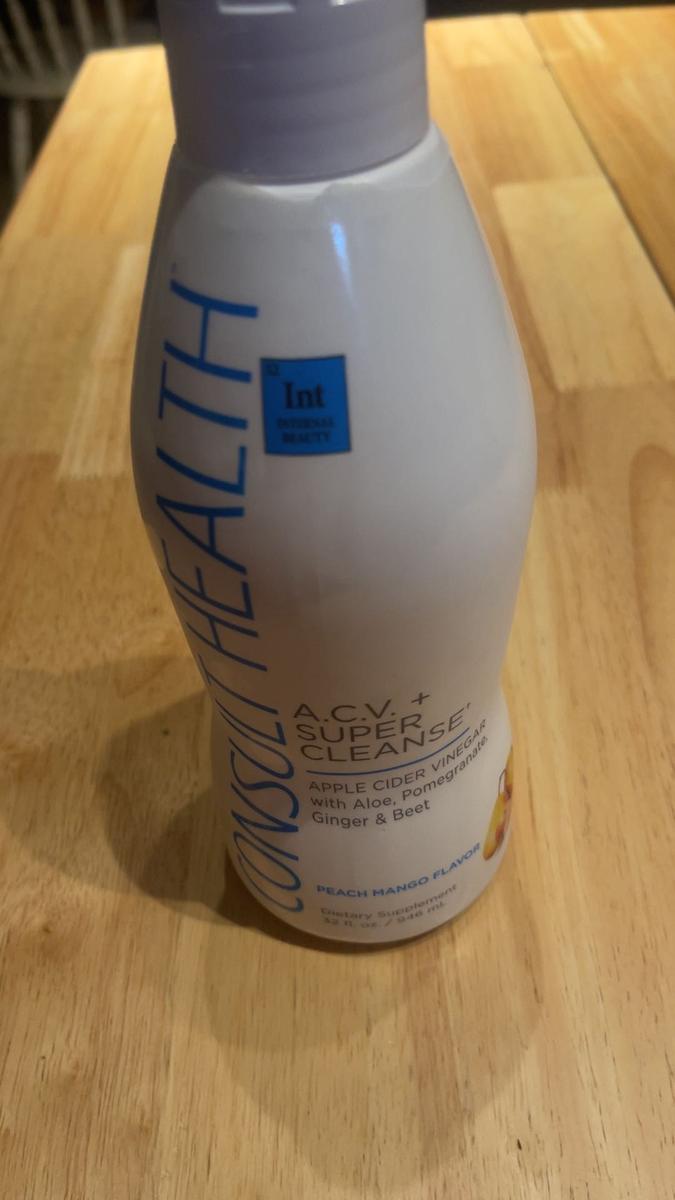 CONSULT HEALTH
Int
INTERNAL
BEAUTY
A.C.V. +
SUPER
CLEANSE†
APPLE CIDER VINEGAR
with Aloe, Pomegranate,
Ginger & Beet
PEACH MANGO FLAVOR
Dietary Supplement
32 fl. oz. / 946 mL